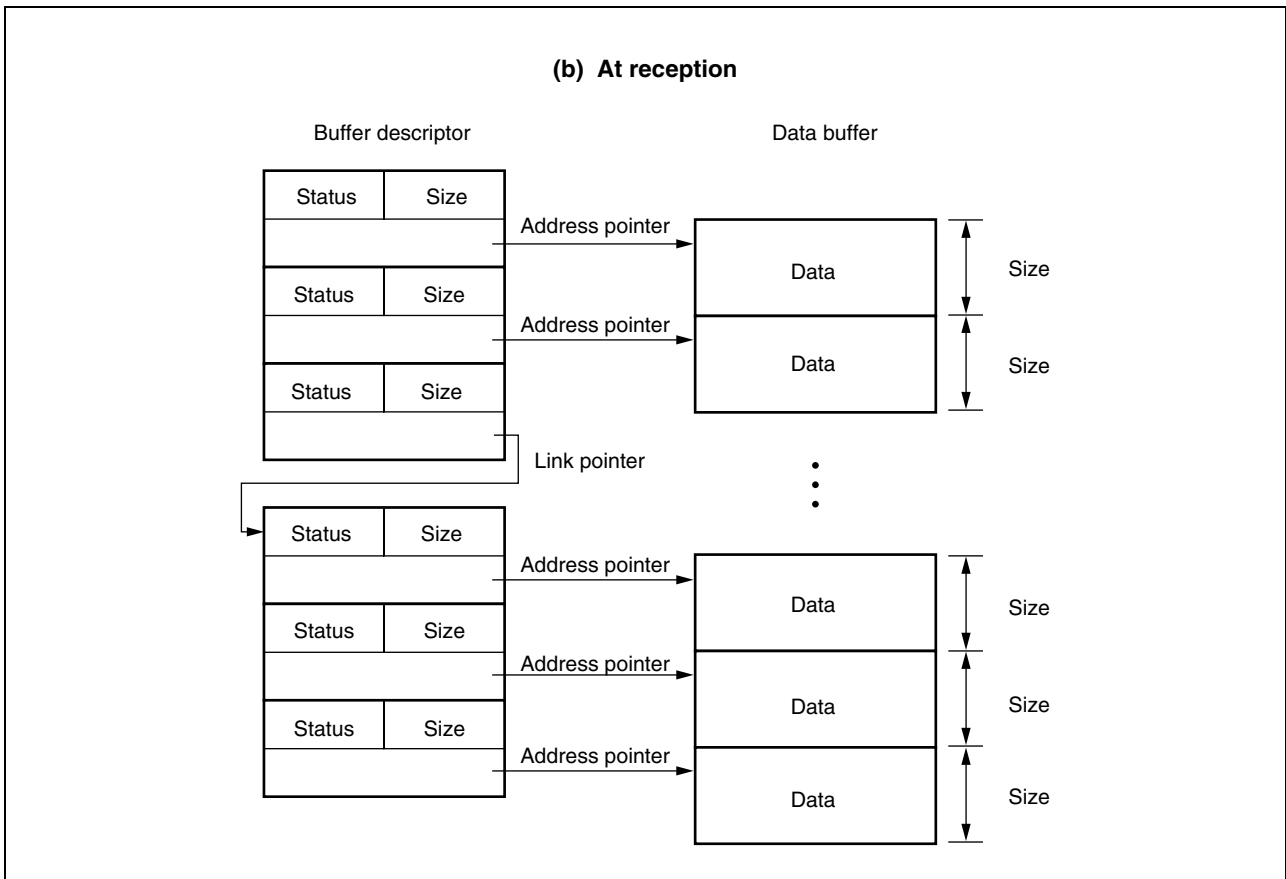 (b) At reception
Buffer descriptor
Data buffer
Status Size
Address pointer
Data
Size
Status Size
Address pointer
Data
Size
Status Size
Link pointer
Status Size
Address pointer
Data
Size
Status Size
Address pointer
Data
Size
Status Size
Address pointer
Data
Size